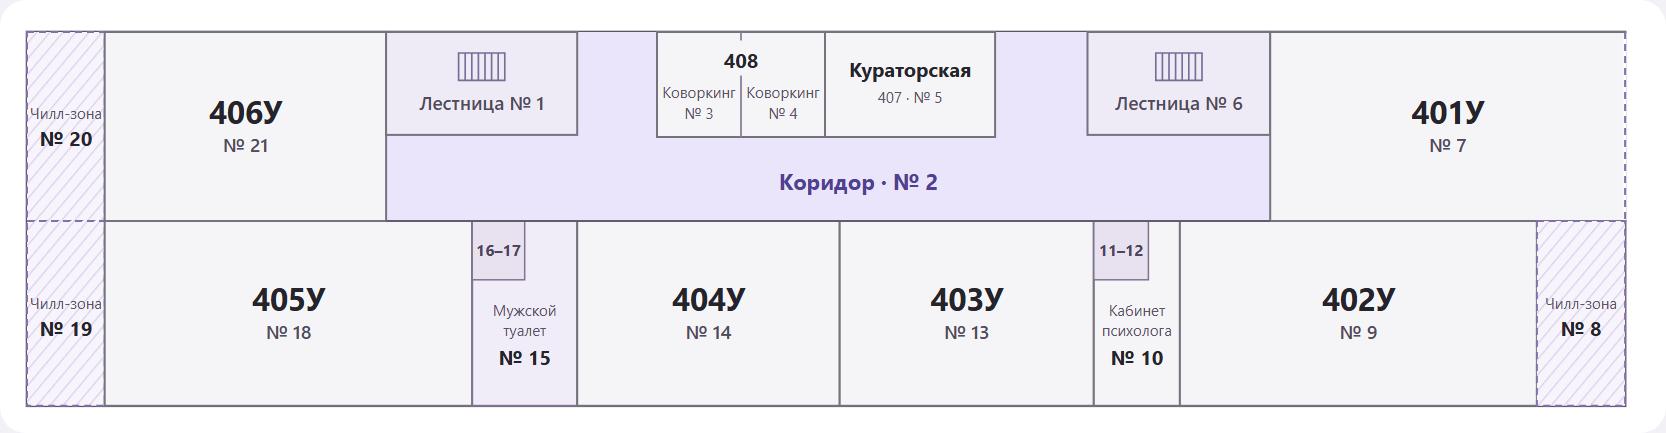 Чилл-зона
№ 20
406У
№ 21
Лестница № 1
408
Коворкинг
№ 3
Коворкинг
№ 4
Кураторская
407 · № 5
Лестница № 6
401У
№ 7
Коридор · № 2
Чилл-зона
№ 19
405У
№ 18
16–17
Мужской
туалет
№ 15
404У
№ 14
403У
№ 13
11–12
Кабинет
психолога
№ 10
402У
№ 9
Чилл-зона
№ 8